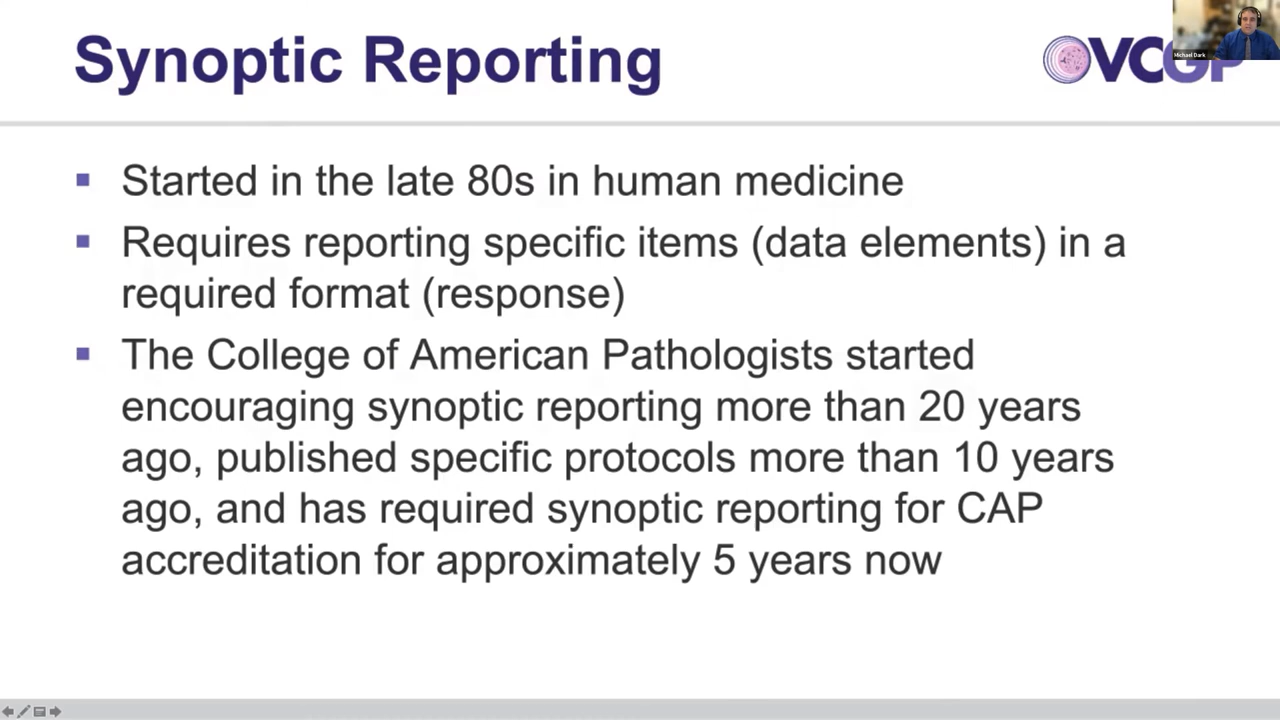 Synoptic Reporting
VCGP
Michael Dark
Started in the late 80s in human medicine
Requires reporting specific items (data elements) in a
required format (response)
The College of American Pathologists started
encouraging synoptic reporting more than 20 years
ago, published specific protocols more than 10 years
ago, and has required synoptic reporting for CAP
accreditation for approximately 5 years now